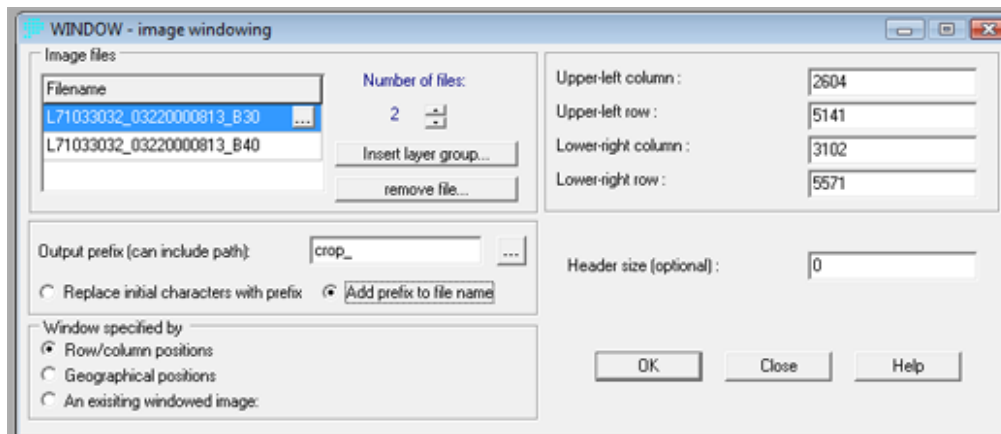 WINDOW - image windowing
Image files
Filename
L71033032_03220000813_B30 ...
L71033032_03220000813_B40
Number of files:
2
Insert layer group...
remove file...
Upper-left column : 2604
Upper-left row : 5141
Lower-right column : 3102
Lower-right row : 5571
Output prefix (can include path): crop_ ...
Replace initial characters with prefix Add prefix to file name
Header size (optional) : 0
Window specified by
Row/column positions
Geographical positions
An exisiting windowed image:
OK Close Help